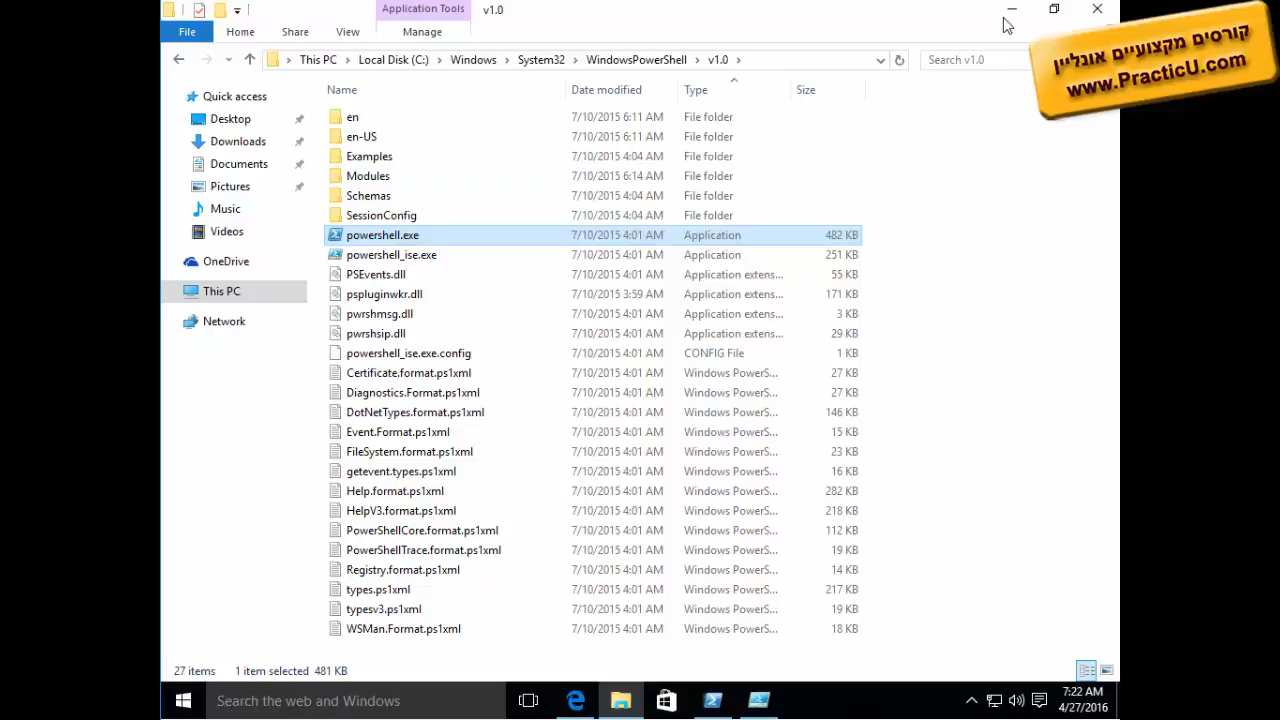 Application Tools
v1.0
File
Home
Share
View
Manage
קורסים מקצועיים אונליין
www.PracticU.com
This PC
Local Disk (C:)
Windows
System32
WindowsPowerShell
v1.0
Search v1.0
Name
Date modified
Type
Size
Quick access
Desktop
Downloads
Documents
Pictures
Music
Videos
OneDrive
This PC
Network
en 7/10/2015 6:11 AM File folder
en-US 7/10/2015 6:11 AM File folder
Examples 7/10/2015 4:04 AM File folder
Modules 7/10/2015 6:14 AM File folder
Schemas 7/10/2015 4:04 AM File folder
SessionConfig 7/10/2015 4:04 AM File folder
powershell.exe 7/10/2015 4:01 AM Application 482 KB
powershell_ise.exe 7/10/2015 4:01 AM Application 251 KB
PSEvents.dll 7/10/2015 4:01 AM Application extens... 55 KB
pspluginwkr.dll 7/10/2015 3:59 AM Application extens... 171 KB
pwrshmsg.dll 7/10/2015 4:01 AM Application extens... 3 KB
pwrshsip.dll 7/10/2015 4:01 AM Application extens... 29 KB
powershell_ise.exe.config 7/10/2015 4:01 AM CONFIG File 1 KB
Certificate.format.ps1xml 7/10/2015 4:01 AM Windows PowerS... 27 KB
Diagnostics.Format.ps1xml 7/10/2015 4:01 AM Windows PowerS... 27 KB
DotNetTypes.format.ps1xml 7/10/2015 4:01 AM Windows PowerS... 146 KB
Event.Format.ps1xml 7/10/2015 4:01 AM Windows PowerS... 15 KB
FileSystem.format.ps1xml 7/10/2015 4:01 AM Windows PowerS... 23 KB
getevent.types.ps1xml 7/10/2015 4:01 AM Windows PowerS... 16 KB
Help.format.ps1xml 7/10/2015 4:01 AM Windows PowerS... 282 KB
HelpV3.format.ps1xml 7/10/2015 4:01 AM Windows PowerS... 218 KB
PowerShellCore.format.ps1xml 7/10/2015 4:01 AM Windows PowerS... 112 KB
PowerShellTrace.format.ps1xml 7/10/2015 4:01 AM Windows PowerS... 19 KB
Registry.format.ps1xml 7/10/2015 4:01 AM Windows PowerS... 14 KB
types.ps1xml 7/10/2015 4:01 AM Windows PowerS... 217 KB
typesv3.ps1xml 7/10/2015 4:01 AM Windows PowerS... 19 KB
WSMan.Format.ps1xml 7/10/2015 4:01 AM Windows PowerS... 18 KB
27 items 1 item selected 481 KB
Search the web and Windows
7:22 AM
4/27/2016